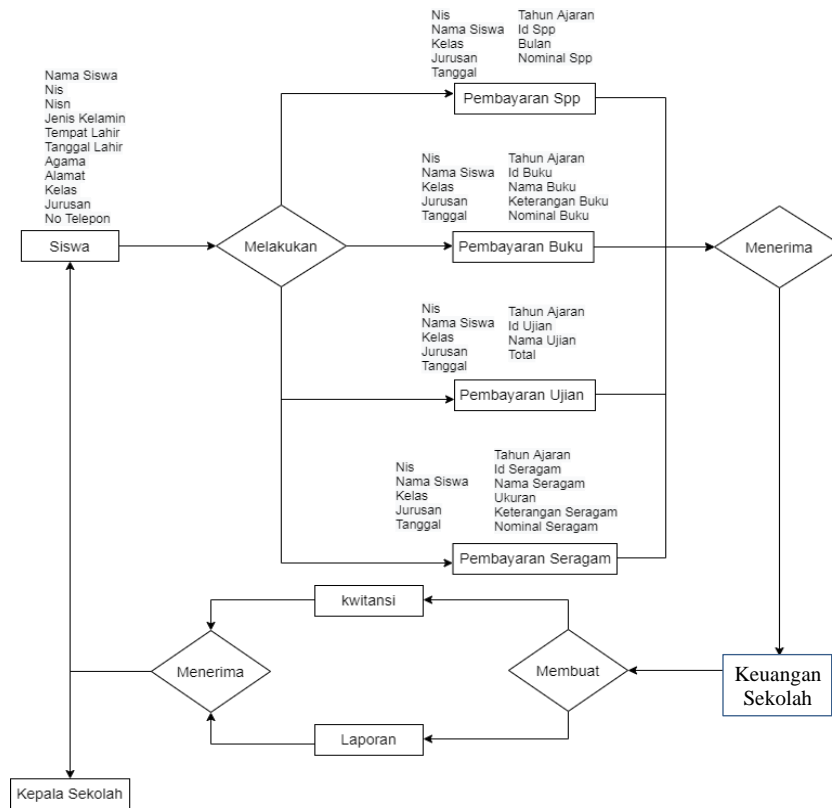 Nis
Nama Siswa
Kelas
Jurusan
Tanggal
Tahun Ajaran
Id Spp
Bulan
Nominal Spp
Pembayaran Spp
Nama Siswa
Nis
Nisn
Jenis Kelamin
Tempat Lahir
Tanggal Lahir
Agama
Alamat
Kelas
Jurusan
No Telepon
Siswa
Melakukan
Nis
Nama Siswa
Kelas
Jurusan
Tanggal
Tahun Ajaran
Id Buku
Nama Buku
Keterangan Buku
Nominal Buku
Pembayaran Buku
Menerima
Nis
Nama Siswa
Kelas
Jurusan
Tanggal
Tahun Ajaran
Id Ujian
Nama Ujian
Total
Pembayaran Ujian
Nis
Nama Siswa
Kelas
Jurusan
Tanggal
Tahun Ajaran
Id Seragam
Nama Seragam
Ukuran
Keterangan Seragam
Nominal Seragam
Pembayaran Seragam
kwitansi
Menerima
Membuat
Keuangan
Sekolah
Laporan
Kepala Sekolah